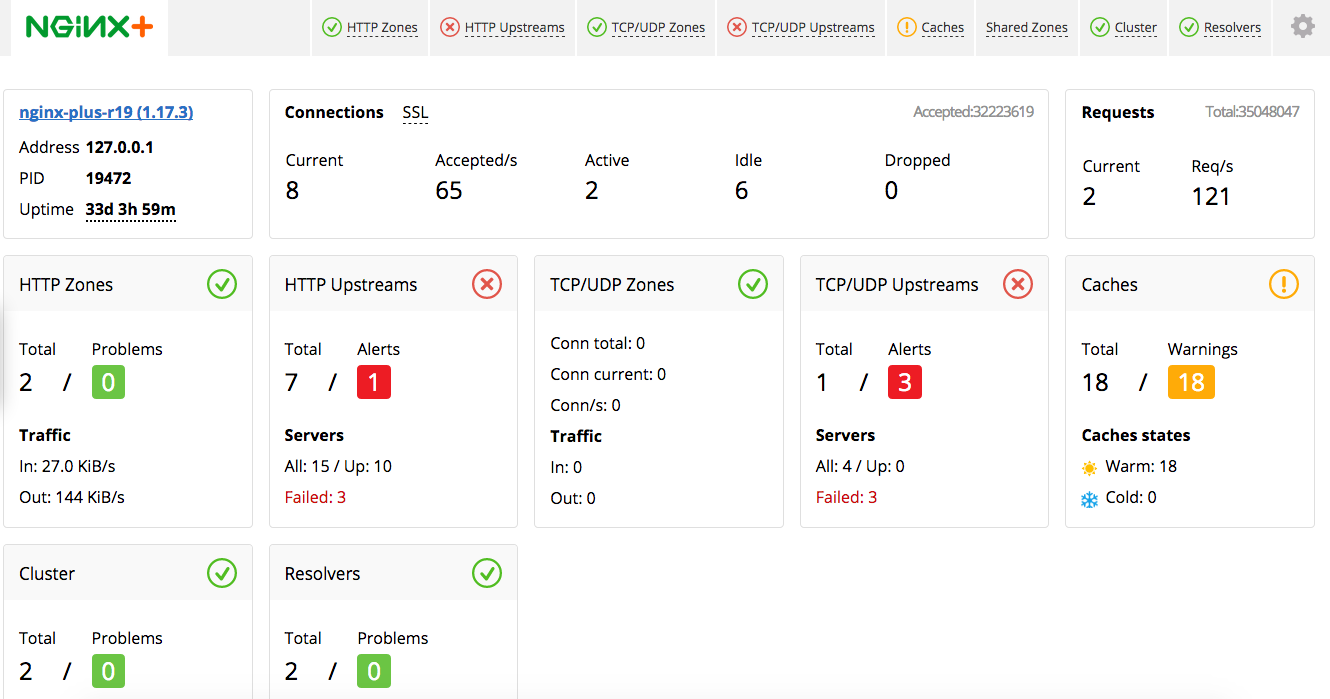 NGINX+
HTTP Zones
HTTP Upstreams
TCP/UDP Zones
TCP/UDP Upstreams
Caches
Shared Zones
Cluster
Resolvers
nginx-plus-r19 (1.17.3)
Address 127.0.0.1
PID 19472
Uptime 33d 3h 59m
Connections SSL Accepted:32223619
Current Accepted/s Active Idle Dropped
8 65 2 6 0
Requests Total:35048047
Current Req/s
2 121
HTTP Zones
Total Problems
2 / 0
Traffic
In: 27.0 KiB/s
Out: 144 KiB/s
HTTP Upstreams
Total Alerts
7 / 1
Servers
All: 15 / Up: 10
Failed: 3
TCP/UDP Zones
Conn total: 0
Conn current: 0
Conn/s: 0
Traffic
In: 0
Out: 0
TCP/UDP Upstreams
Total Alerts
1 / 3
Servers
All: 4 / Up: 0
Failed: 3
Caches
Total Warnings
18 / 18
Caches states
Warm: 18
Cold: 0
Cluster
Total Problems
2 / 0
Resolvers
Total Problems
2 / 0